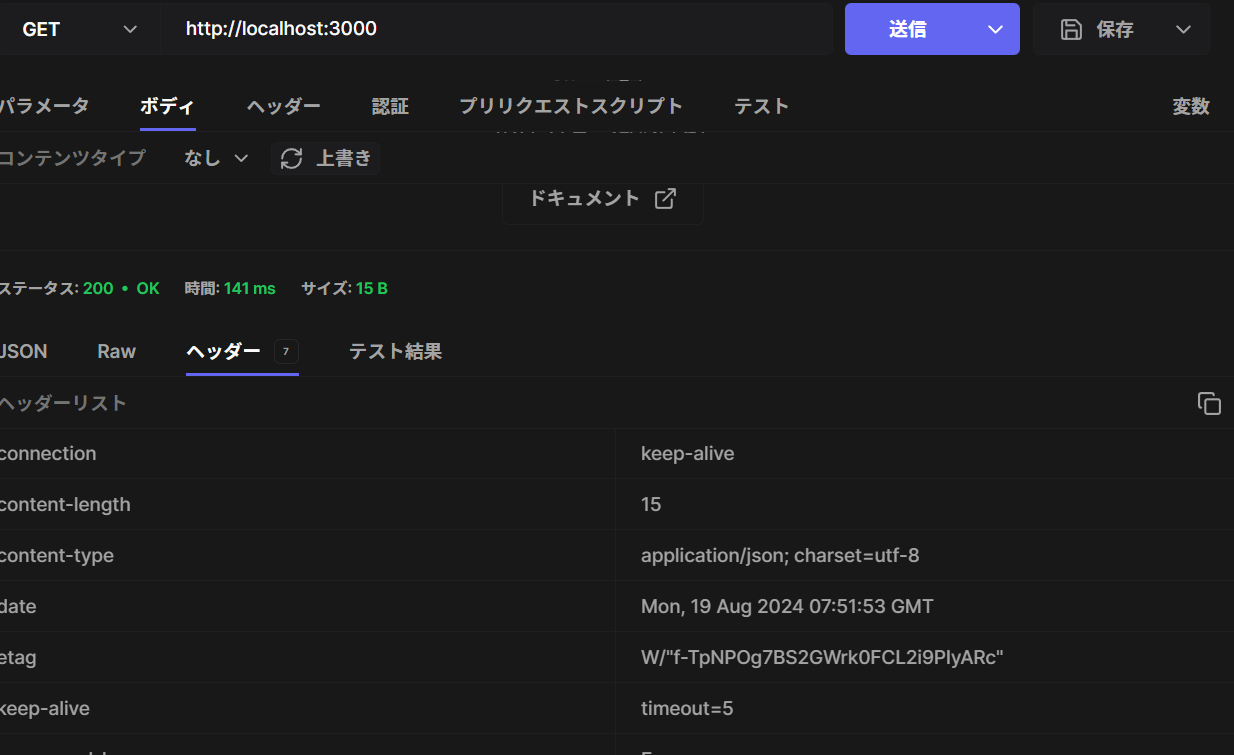 GET http://localhost:3000 送信 保存
パラメータ ボディ ヘッダー 認証 プリリクエストスクリプト テスト 変数
コンテンツタイプ なし 上書き
ドキュメント
ステータス: 200 • OK 時間: 141 ms サイズ: 15 B
JSON Raw ヘッダー 7 テスト結果
ヘッダーリスト
connection keep-alive
content-length 15
content-type application/json; charset=utf-8
date Mon, 19 Aug 2024 07:51:53 GMT
etag W/"f-TpNPOg7BS2GWrk0FCL2i9PIyARc"
keep-alive timeout=5